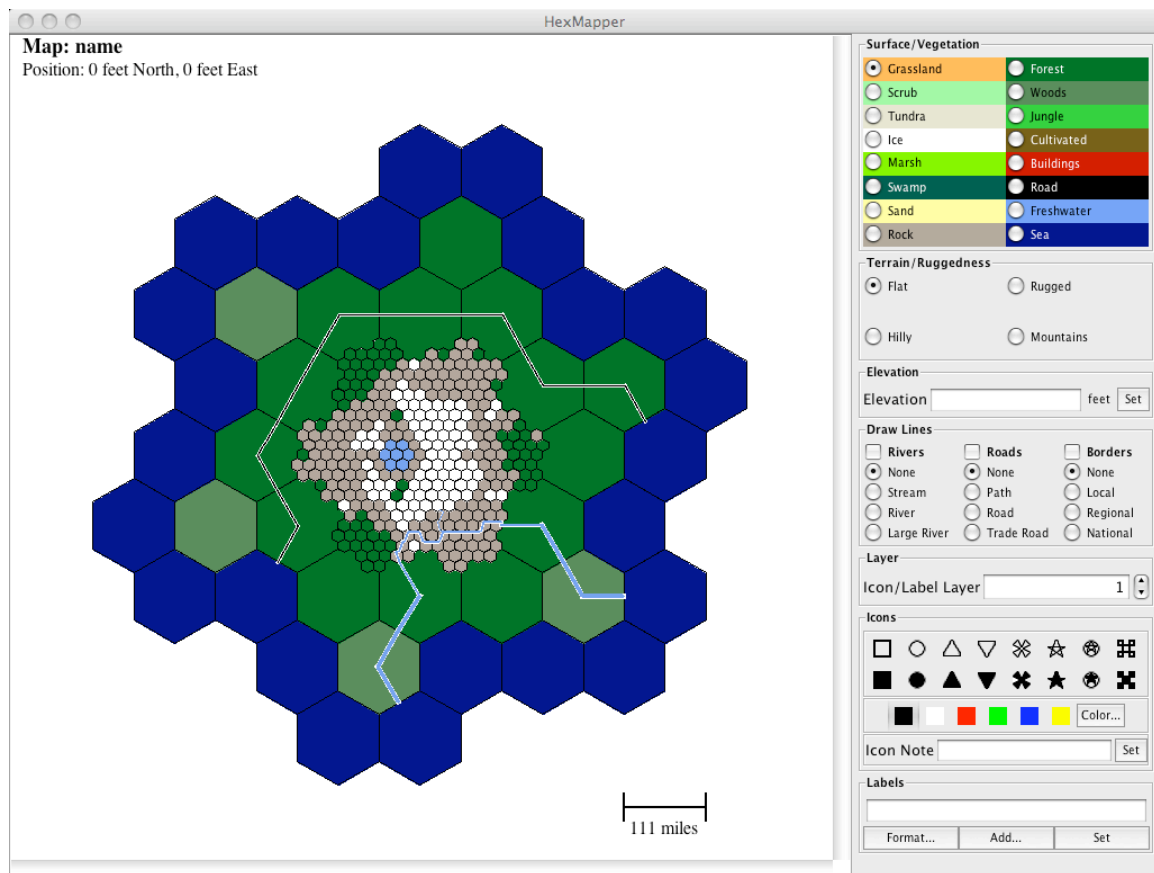 HexMapper
Map: name
Position: 0 feet North, 0 feet East
111 miles
Surface/Vegetation
Grassland Forest
Scrub Woods
Tundra Jungle
Ice Cultivated
Marsh Buildings
Swamp Road
Sand Freshwater
Rock Sea
Terrain/Ruggedness
Flat Rugged
Hilly Mountains
Elevation
Elevation feet Set
Draw Lines
Rivers Roads Borders
None None None
Stream Path Local
River Road Regional
Large River Trade Road National
Layer
Icon/Label Layer 1
Icons
Color...
Icon Note Set
Labels
Format... Add... Set